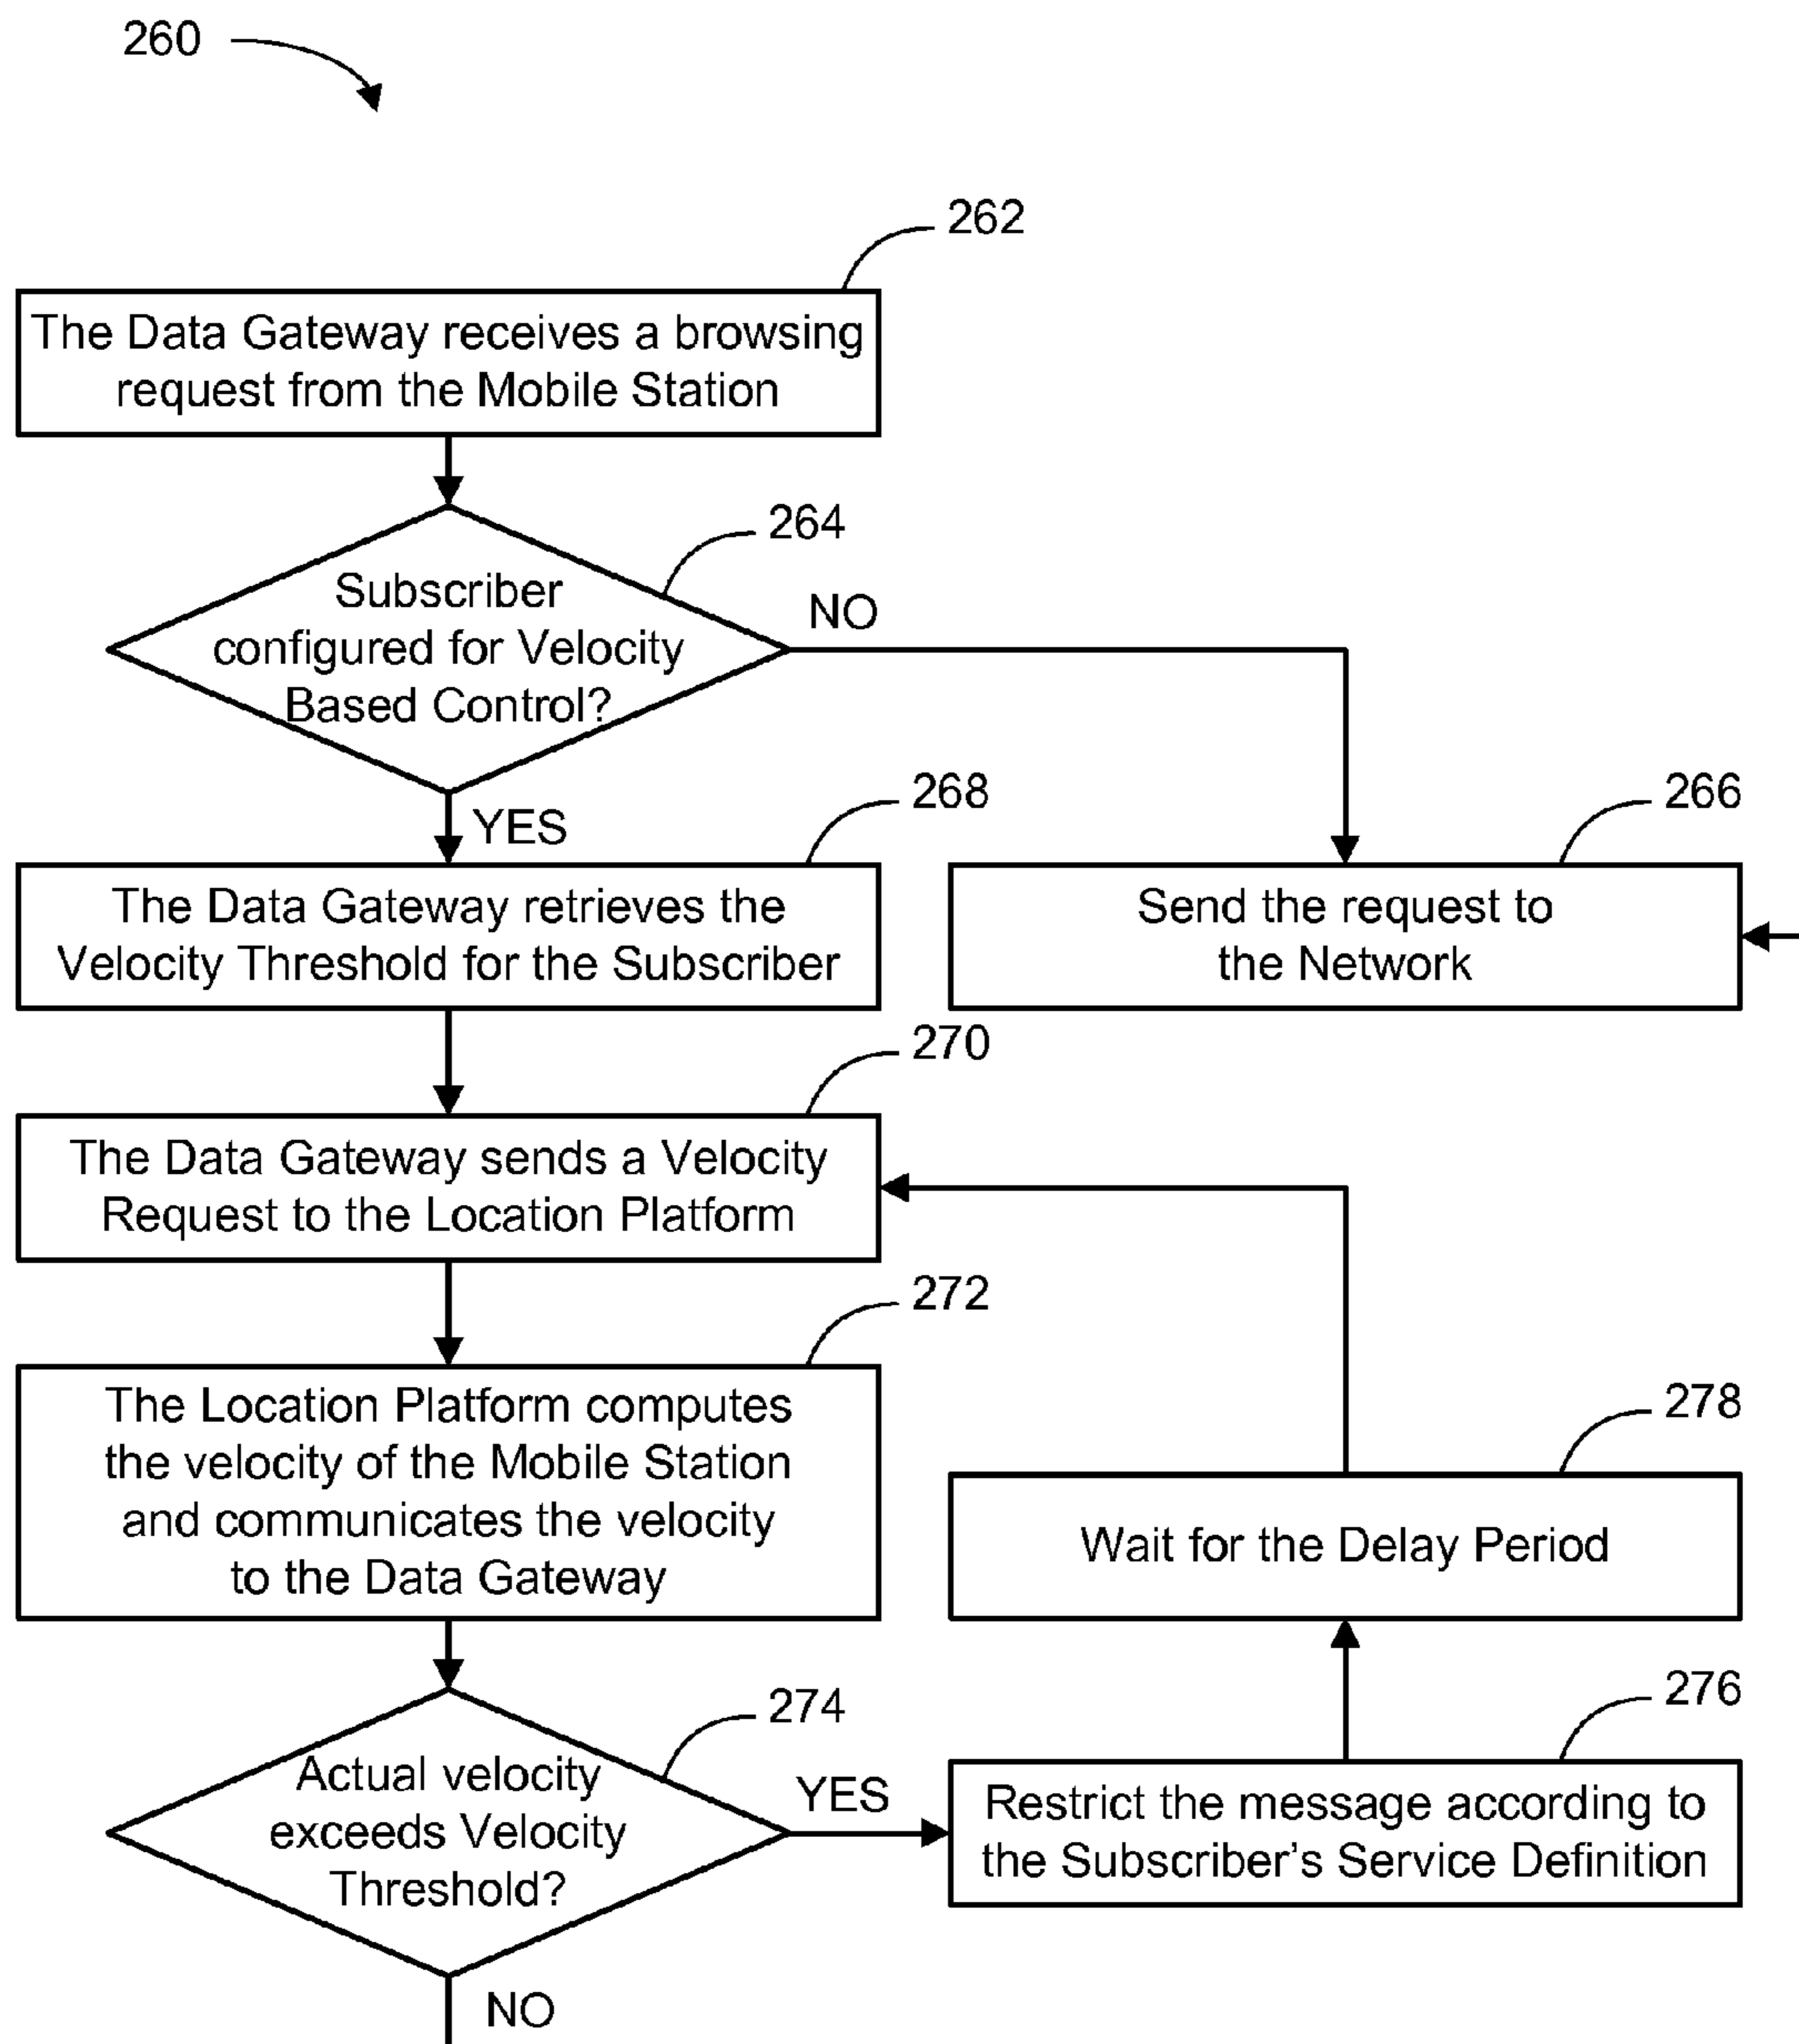 260
262
The Data Gateway receives a browsing
request from the Mobile Station
264
Subscriber
configured for Velocity
Based Control?
NO
YES
268
The Data Gateway retrieves the
Velocity Threshold for the Subscriber
266
Send the request to
the Network
270
The Data Gateway sends a Velocity
Request to the Location Platform
272
The Location Platform computes
the velocity of the Mobile Station
and communicates the velocity
to the Data Gateway
278
Wait for the Delay Period
274
Actual velocity
exceeds Velocity
Threshold?
YES
276
Restrict the message according to
the Subscriber’s Service Definition
NO